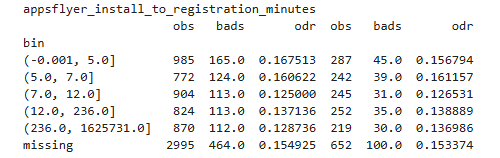 appsflyer_install_to_registration_minutes
obs bads odr obs bads odr
bin
(-0.001, 5.0] 985 165.0 0.167513 287 45.0 0.156794
(5.0, 7.0] 772 124.0 0.160622 242 39.0 0.161157
(7.0, 12.0] 904 113.0 0.125000 245 31.0 0.126531
(12.0, 236.0] 824 113.0 0.137136 252 35.0 0.138889
(236.0, 1625731.0] 870 112.0 0.128736 219 30.0 0.136986
missing 2995 464.0 0.154925 652 100.0 0.153374